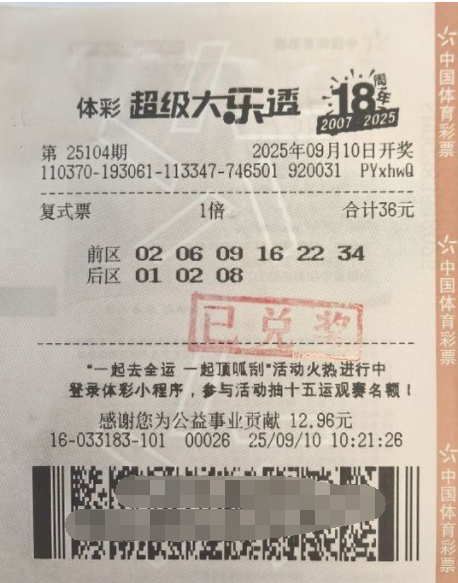 体彩 超级大乐透 18周年
2007-2025
第 25104期 2025年09月10日开奖
110370-193061-113347-746501 920031 PYxhwQ
复式票 1倍 合计36元
前区 02 06 09 16 22 34
后区 01 02 08
已兑奖
"一起去全运 一起顶呱刮"活动火热进行中
登录体彩小程序,参与活动抽十五运观赛名额!
感谢您为公益事业贡献 12.96元
16-033183-101 00026 25/09/10 10:21:26
中国体育彩票
中国体育彩票
中国体育彩票